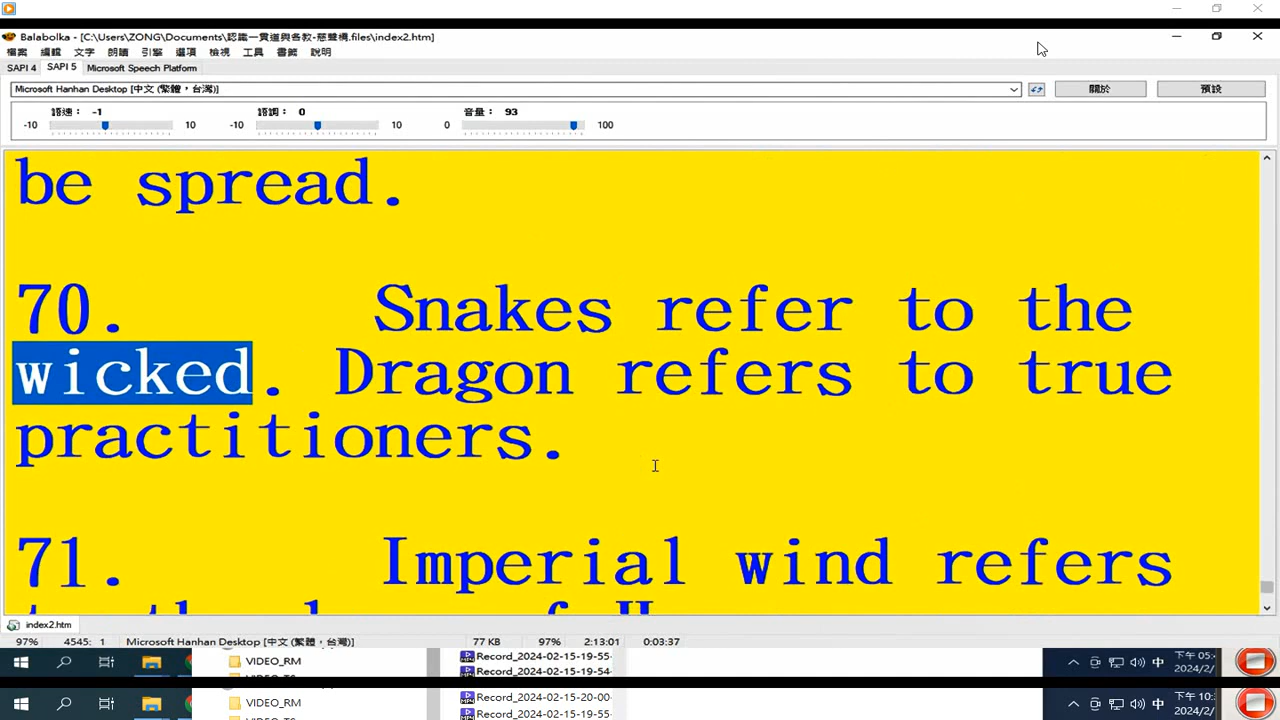 Balabolka - [C:\Users\ZONG\Documents\認識一貫道與各教-慈聲橋.files\index2.htm]
檔案 編輯 文字 朗讀 引擎 選項 檢視 工具 書籤 說明
SAPI 4 SAPI 5 Microsoft Speech Platform
Microsoft Hanhan Desktop [中文 (繁體，台灣)] 關於 預設
語速： -1 語調： 0 音量： 93
-10 10 -10 10 0 100
be spread.
70. Snakes refer to the
wicked. Dragon refers to true
practitioners.
71. Imperial wind refers
index2.htm
97% 4545: 1 Microsoft Hanhan Desktop [中文 (繁體，台灣)] 77 KB 97% 2:13:01 0:03:37
VIDEO_RM Record_2024-02-15-19-55- 中 下午 05:
Record_2024-02-15-19-54- 2024/2/
VIDEO_RM Record_2024-02-15-20-00- 中 下午 10:
Record_2024-02-15-19-55- 2024/2/